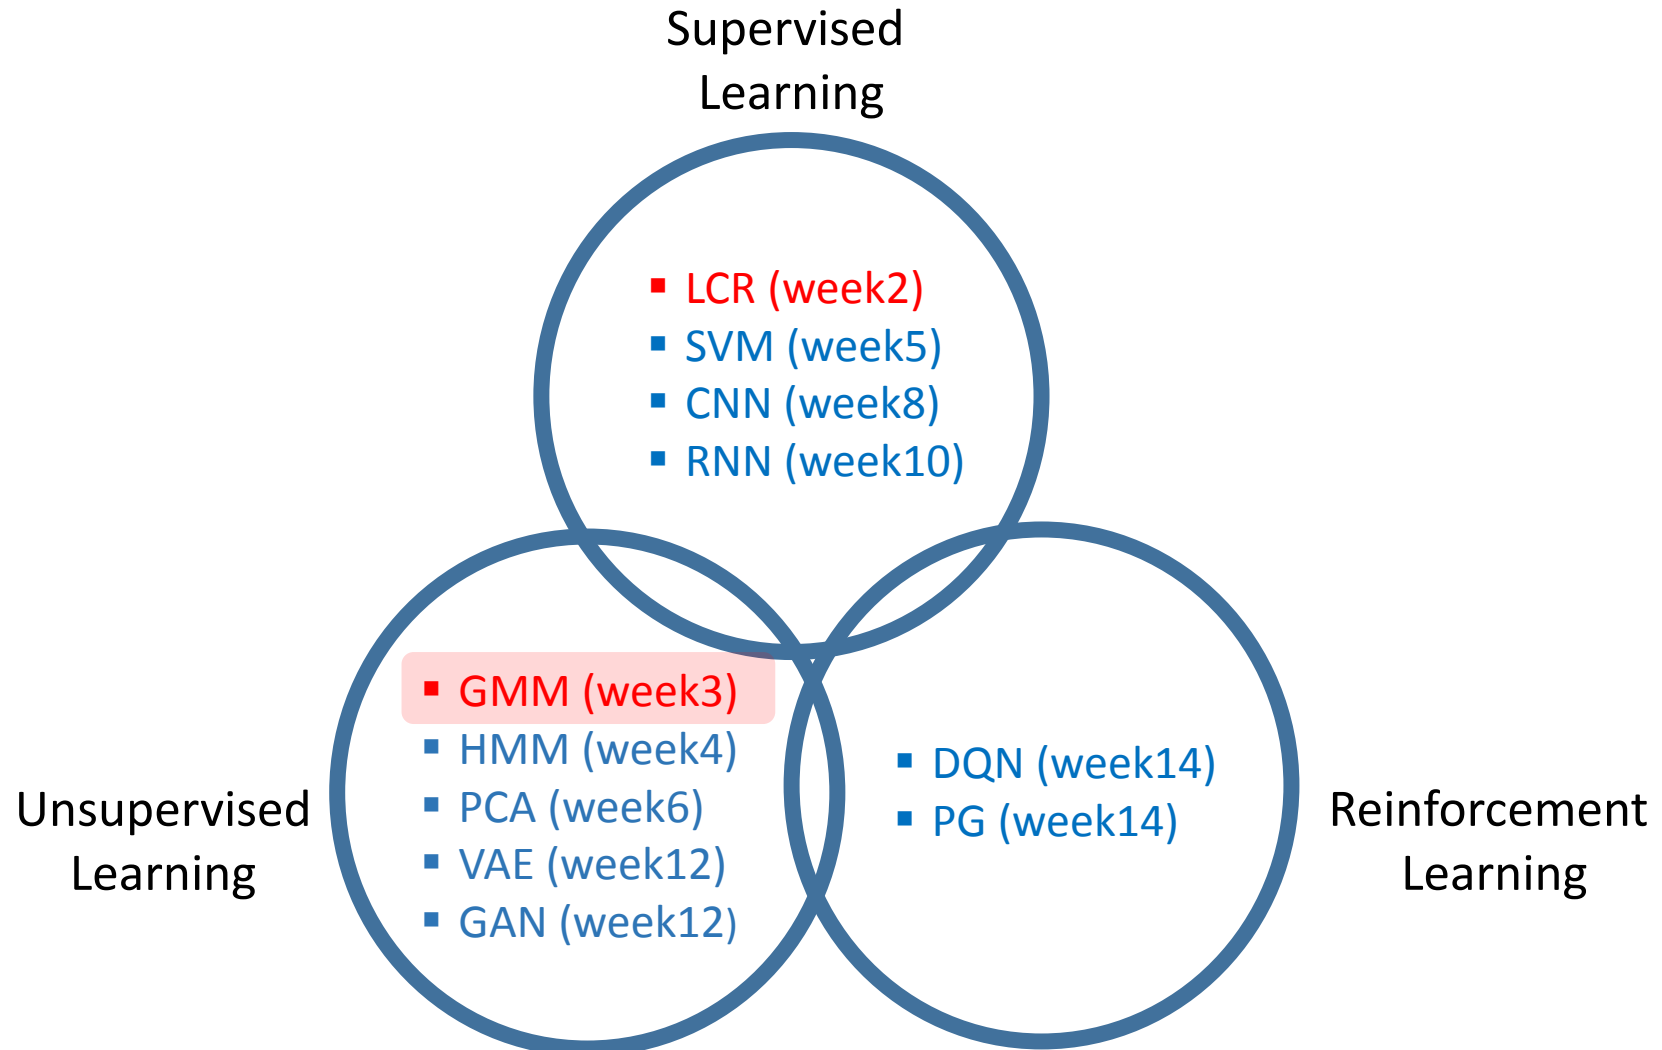 Supervised
Learning
▪ LCR (week2)
▪ SVM (week5)
▪ CNN (week8)
▪ RNN (week10)
Unsupervised
Learning
▪ GMM (week3)
▪ HMM (week4)
▪ PCA (week6)
▪ VAE (week12)
▪ GAN (week12)
▪ DQN (week14)
▪ PG (week14)
Reinforcement
Learning